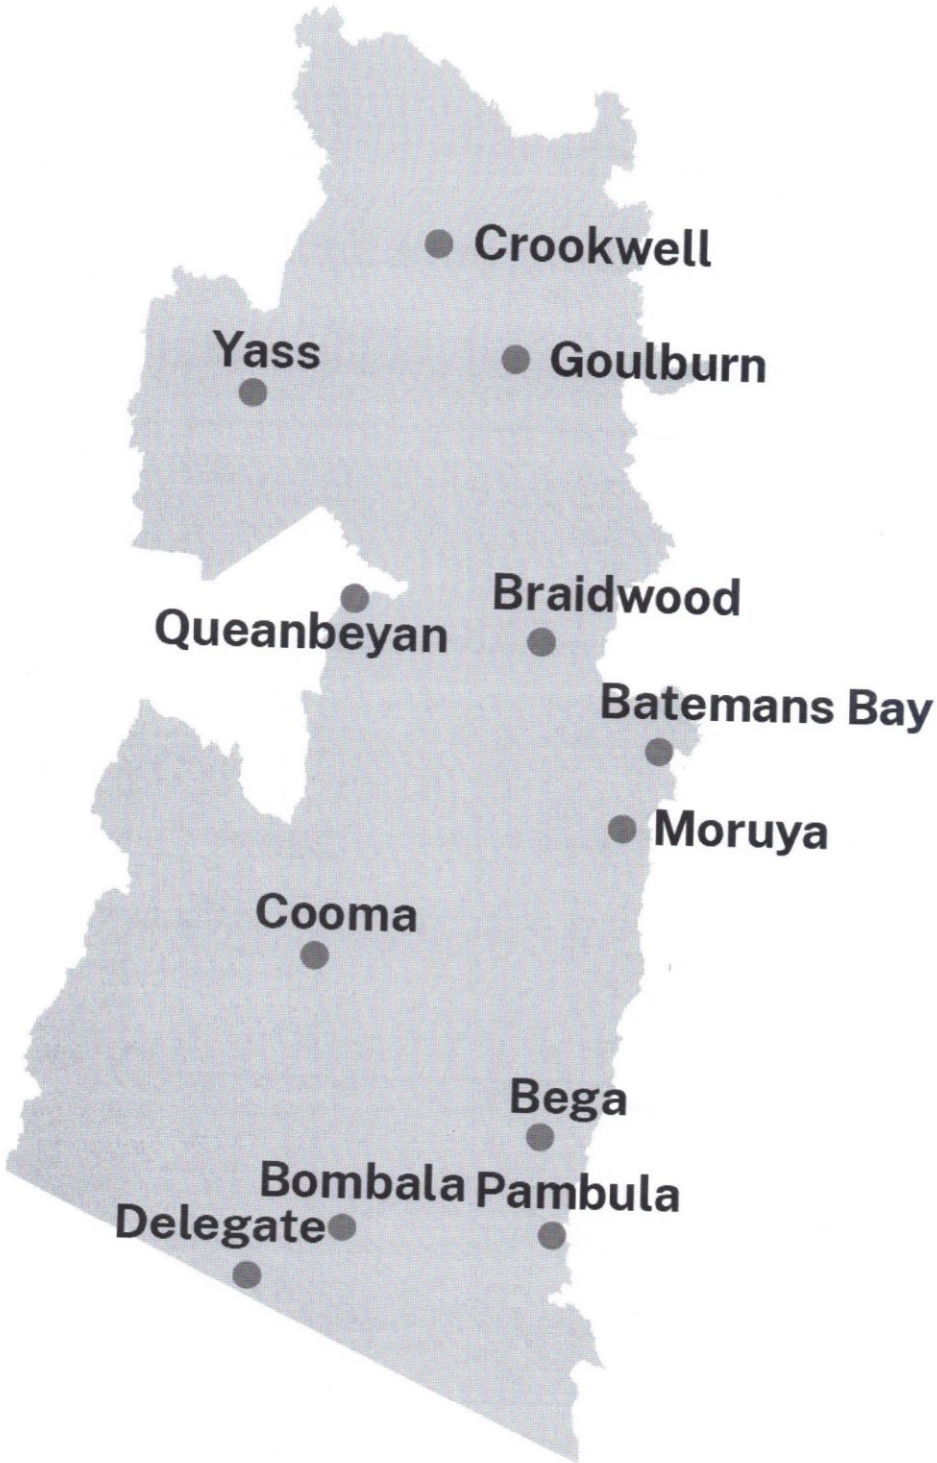 Crookwell
Yass
Goulburn
Braidwood
Queanbeyan
Batemans Bay
Moruya
Cooma
Bega
Bombala
Pambula
Delegate